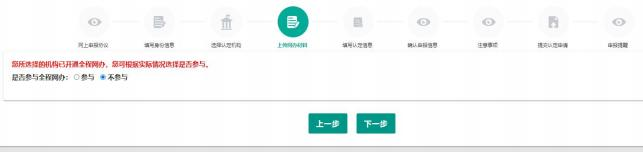 网上申报协议
填写身份信息
选择认定机构
上传网办材料
填写认定信息
确认申报信息
注意事项
提交认定申请
申报提醒
您所选择的机构已开通全程网办，您可根据实际情况选择是否参与。
是否参与全程网办： 参与 不参与
上一步 下一步